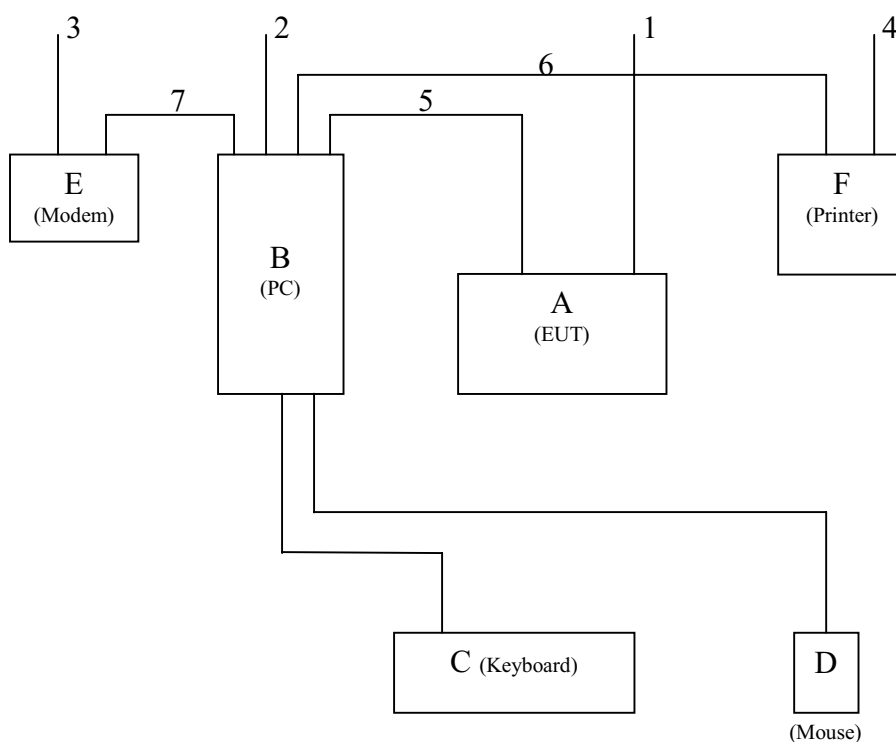 3
2
1
4
6
7
5
E
(Modem)
F
(Printer)
B
(PC)
A
(EUT)
C (Keyboard)
D
(Mouse)